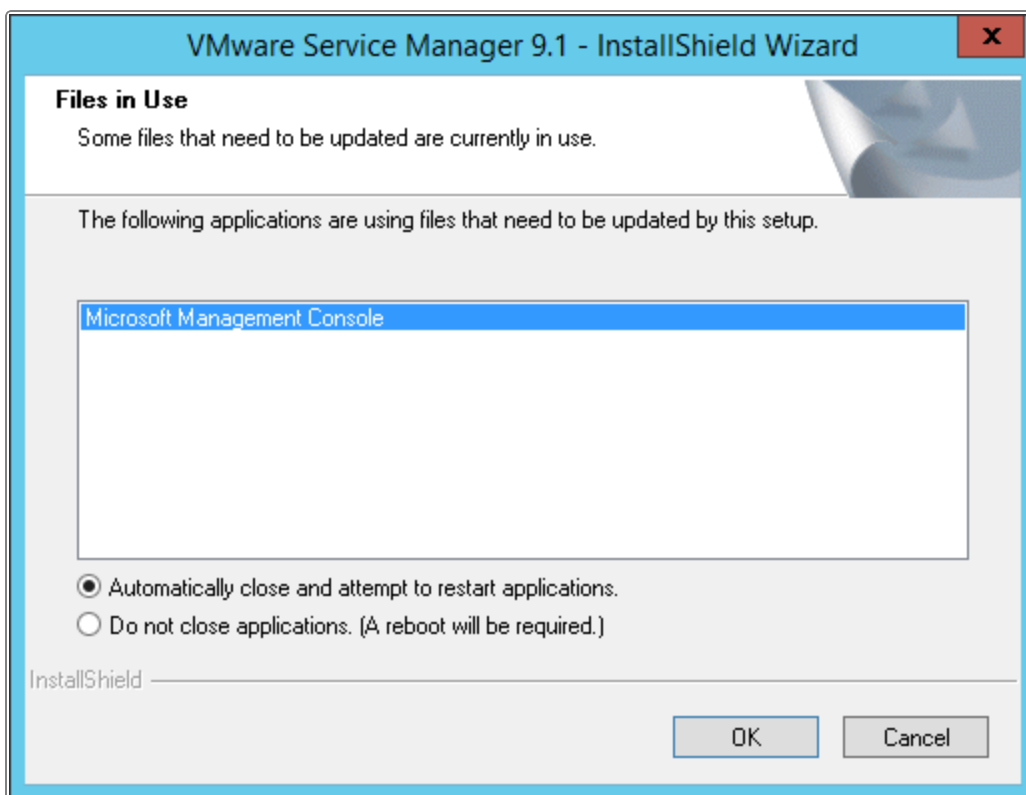 VMware Service Manager 9.1 - InstallShield Wizard
x
Files in Use
Some files that need to be updated are currently in use.
The following applications are using files that need to be updated by this setup.
Microsoft Management Console
Automatically close and attempt to restart applications.
Do not close applications. (A reboot will be required.)
InstallShield
OK
Cancel